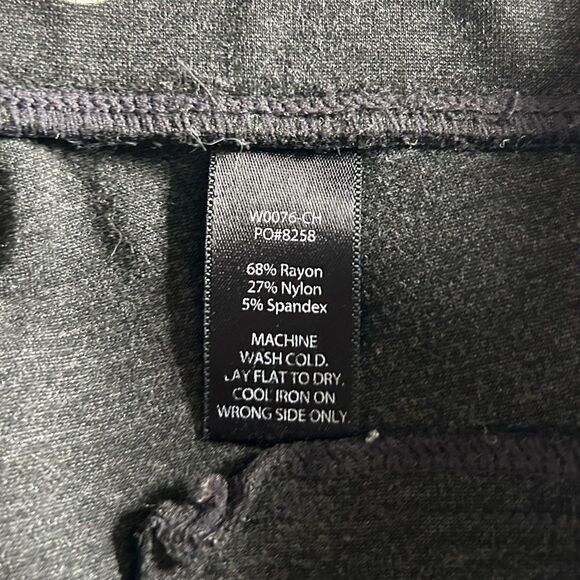 W0076-CH
PO#8258
68% Rayon
27% Nylon
5% Spandex
MACHINE
WASH COLD.
LAY FLAT TO DRY.
COOL IRON ON
WRONG SIDE ONLY.